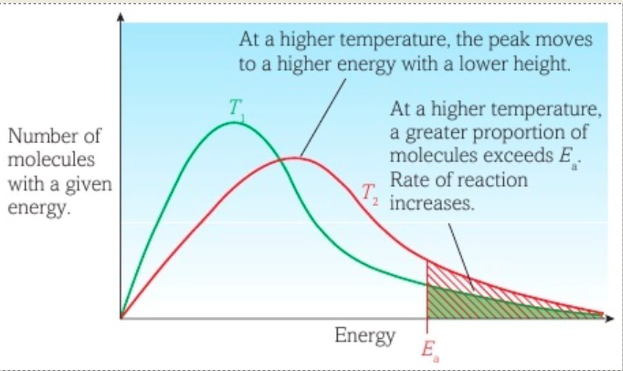 At a higher temperature, the peak moves
to a higher energy with a lower height.
T₁
At a higher temperature,
a greater proportion of
molecules exceeds Eₐ.
Rate of reaction
increases.
Number of
molecules
with a given
energy.
T₂
Energy
Eₐ